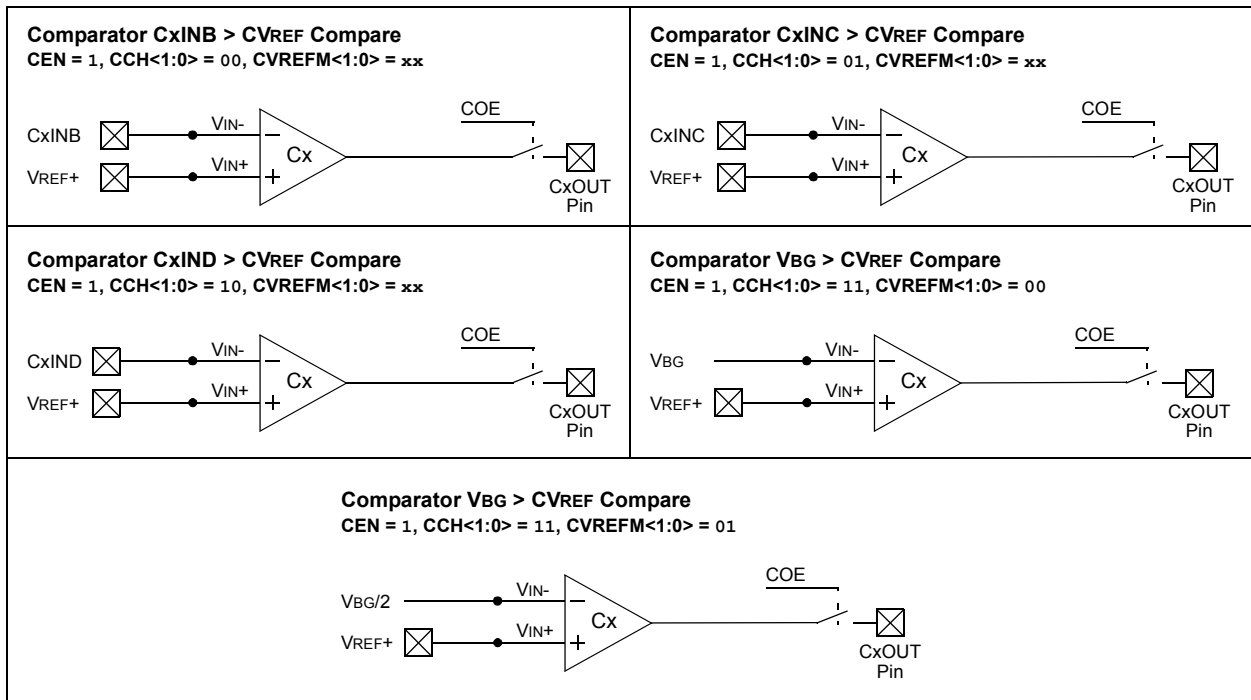 Comparator CxINB > CVREF Compare
CEN = 1, CCH<1:0> = 00, CVREFM<1:0> = xx
COE
CxINB
VIN-
−
Cx
VREF+
VIN+
+
CxOUT
Pin
Comparator CxINC > CVREF Compare
CEN = 1, CCH<1:0> = 01, CVREFM<1:0> = xx
COE
CxINC
VIN-
−
Cx
VREF+
VIN+
+
CxOUT
Pin
Comparator CxIND > CVREF Compare
CEN = 1, CCH<1:0> = 10, CVREFM<1:0> = xx
COE
CxIND
VIN-
−
Cx
VREF+
VIN+
+
CxOUT
Pin
Comparator VBG > CVREF Compare
CEN = 1, CCH<1:0> = 11, CVREFM<1:0> = 00
COE
VBG
VIN-
−
Cx
VREF+
VIN+
+
CxOUT
Pin
Comparator VBG > CVREF Compare
CEN = 1, CCH<1:0> = 11, CVREFM<1:0> = 01
COE
VBG/2
VIN-
−
Cx
VREF+
VIN+
+
CxOUT
Pin